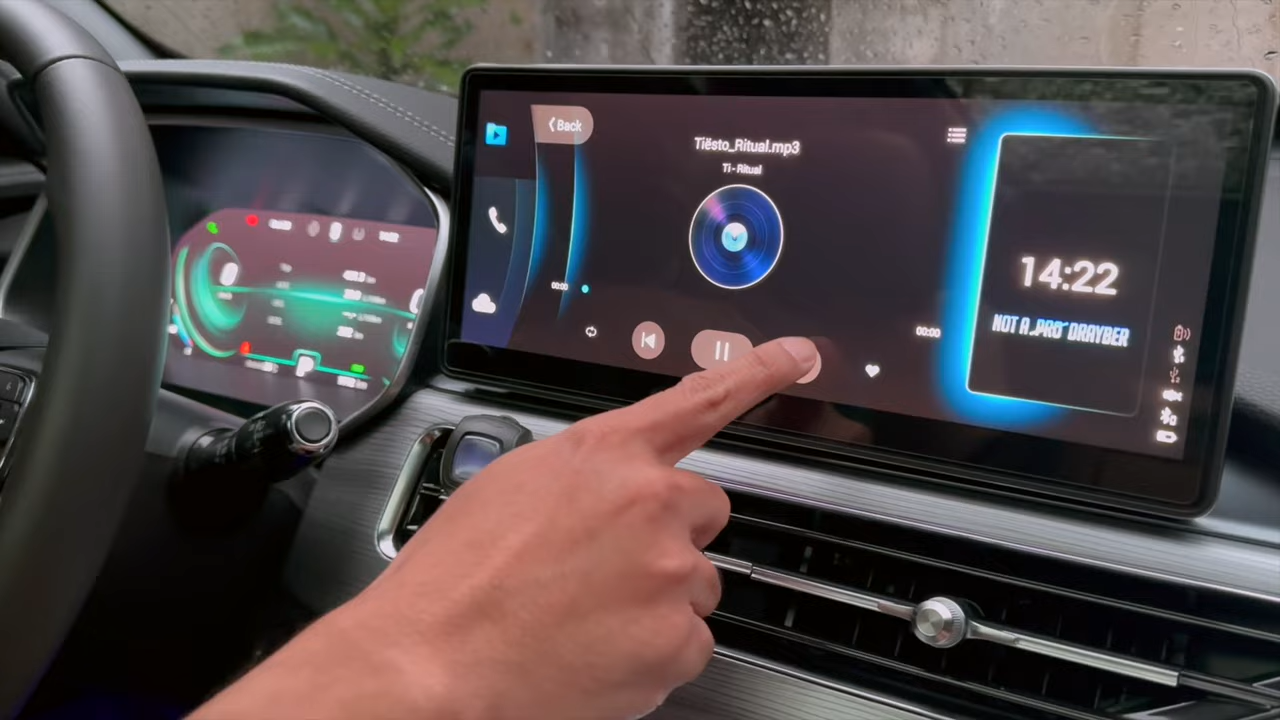 Back
Tiësto_Ritual.mp3
Ti - Ritual
00:00
00:00
14:22
NOT A „PRO" DRAYBER
P